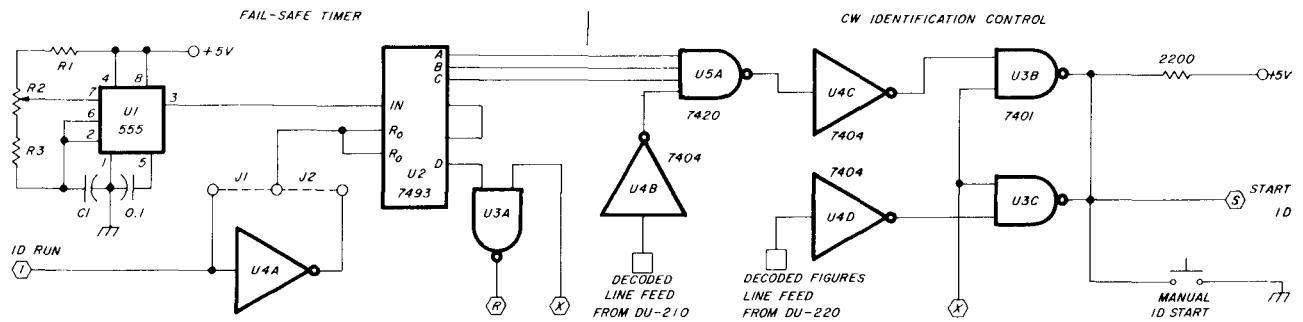 FAIL-SAFE TIMER
CW IDENTIFICATION CONTROL
R1
+5V
R2
R3
4
8
7
6
2
3
1
5
U1
555
C1
0.1
A
B
C
IN
R0
R0
D
U2
7493
J1
J2
ID RUN
1
U4A
U3A
R
X
U5A
7420
7404
U4B
DECODED
LINE FEED
FROM DU-210
U4C
7404
7404
U4D
DECODED FIGURES
LINE FEED
FROM DU-220
U3B
7401
U3C
X
2200
+5V
S
START
ID
MANUAL
ID START